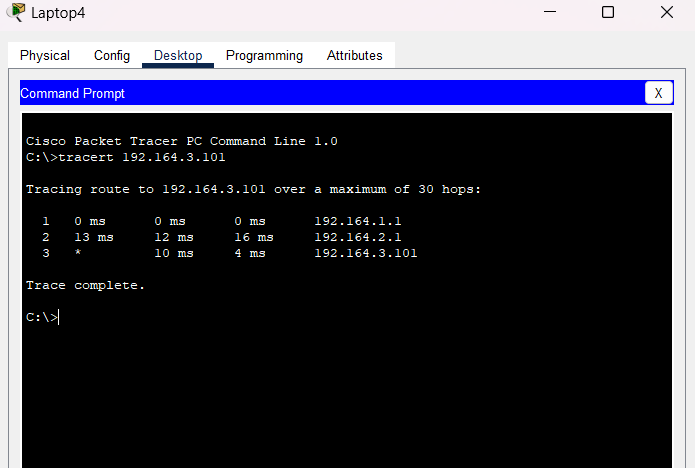 Laptop4
Physical Config Desktop Programming Attributes
Command Prompt X
Cisco Packet Tracer PC Command Line 1.0
C:\>tracert 192.164.3.101
Tracing route to 192.164.3.101 over a maximum of 30 hops:
1 0 ms 0 ms 0 ms 192.164.1.1
2 13 ms 12 ms 16 ms 192.164.2.1
3 * 10 ms 4 ms 192.164.3.101
Trace complete.
C:\>